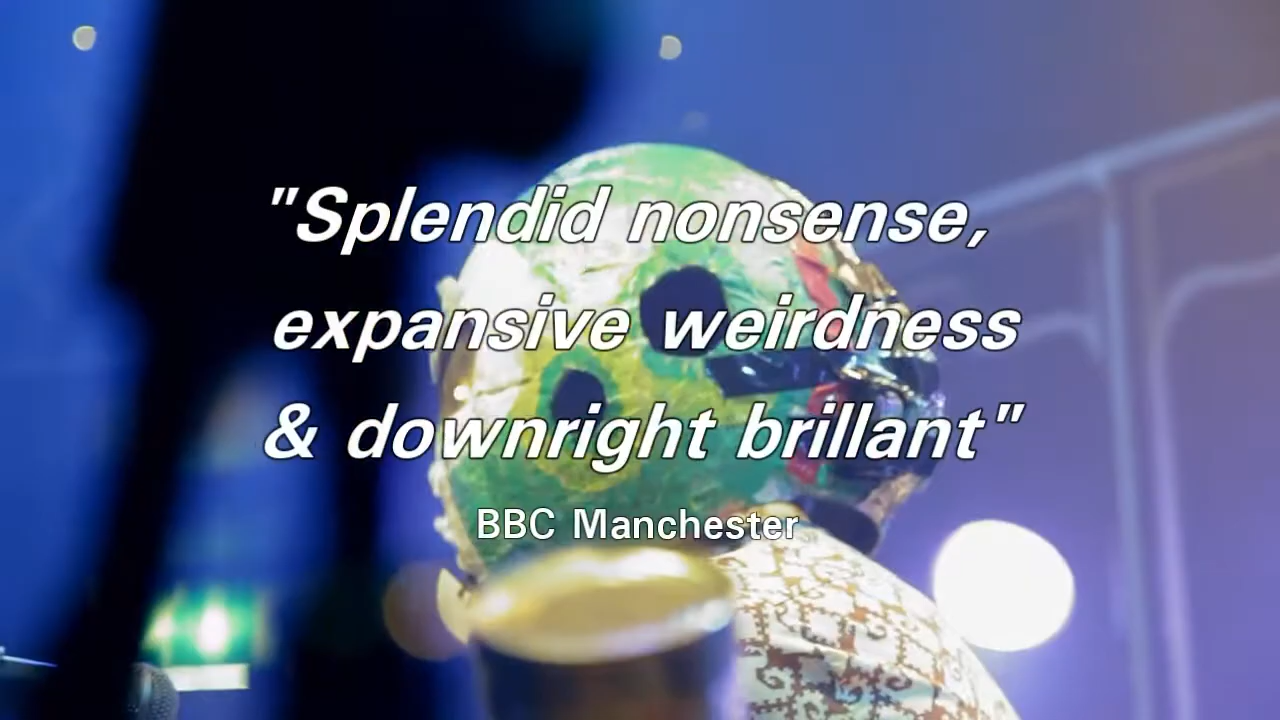 "Splendid nonsense,
expansive weirdness
& downright brillant"
BBC Manchester